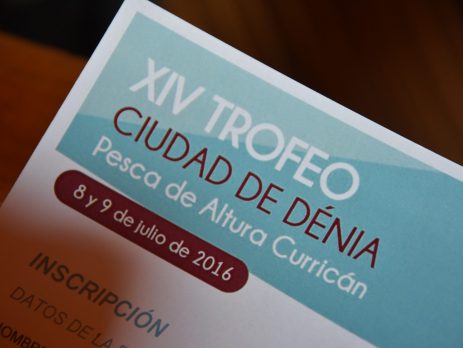 XIV TROFEO
CIUDAD DE DÉNIA
Pesca de Altura Curricán
8 y 9 de julio de 2016
INSCRIPCIÓN
DATOS DE LA